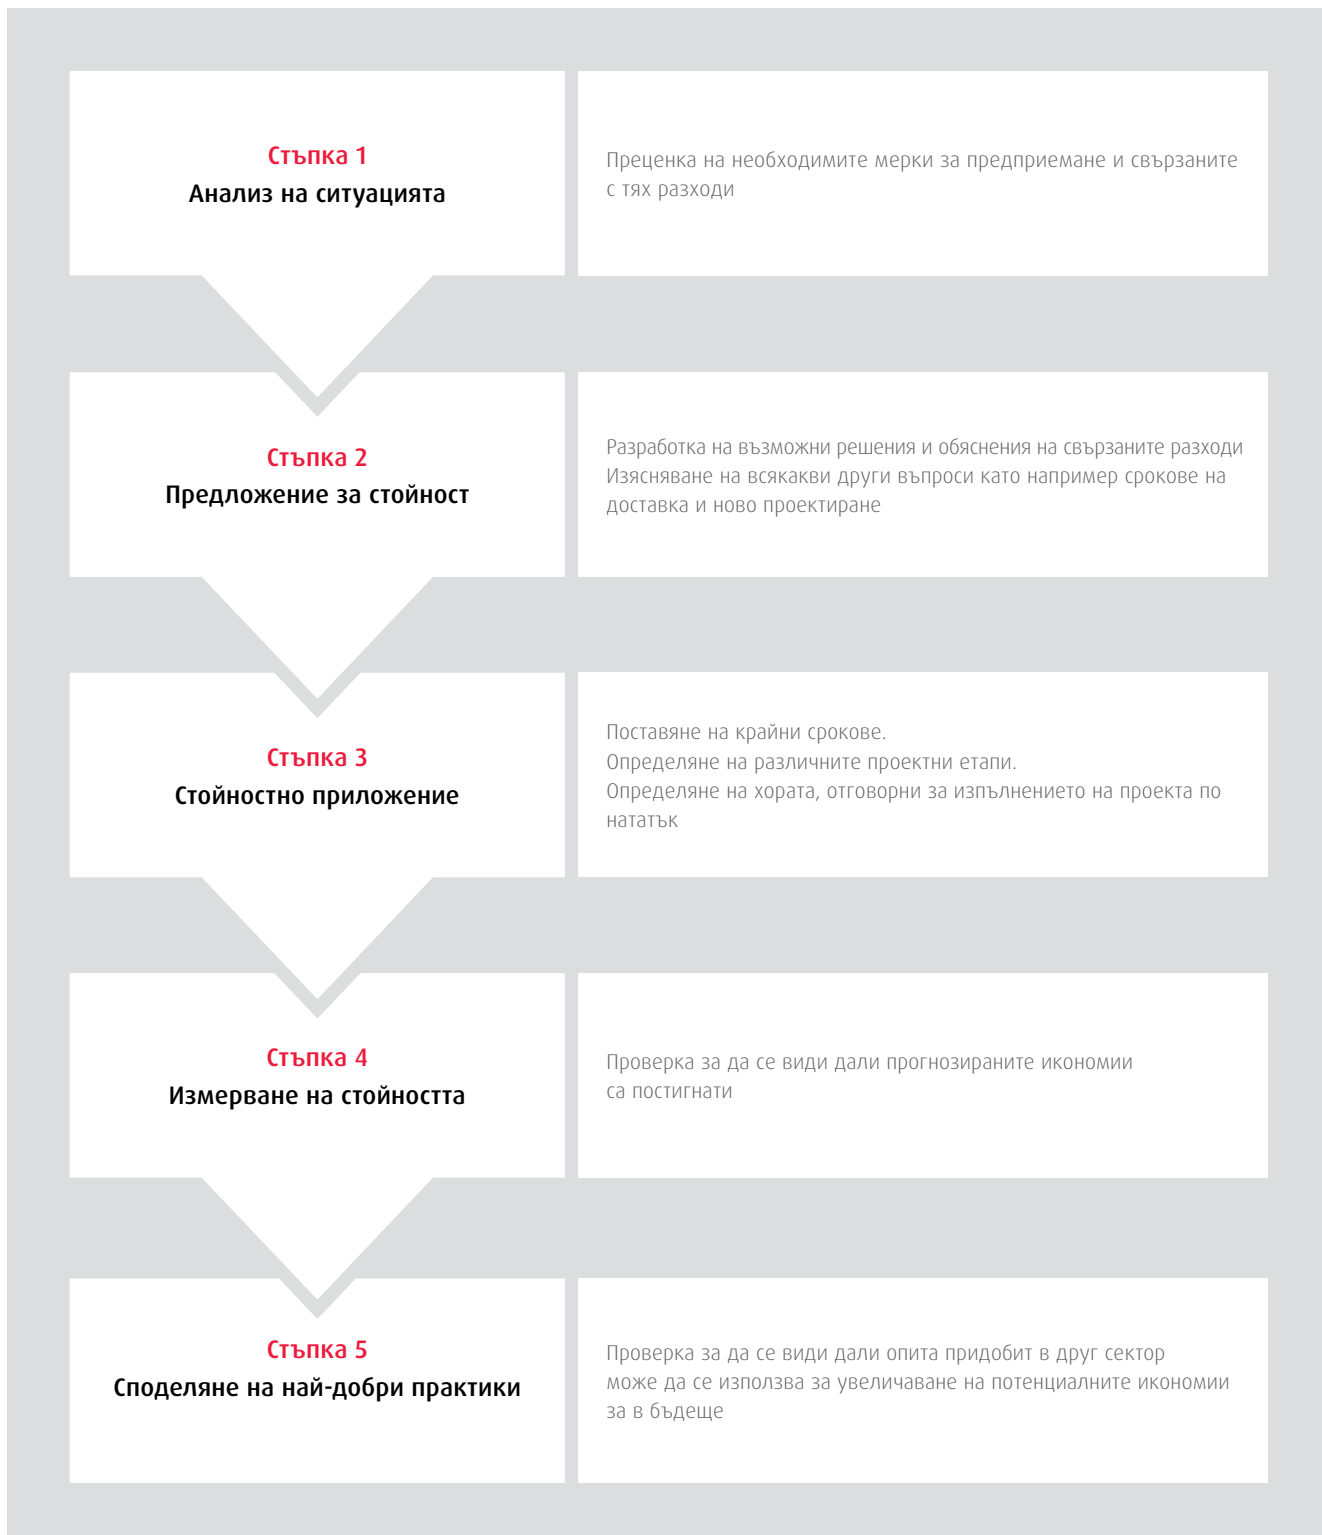 Стъпка 1
Анализ на ситуацията
Преценка на необходимите мерки за предприемане и свързаните
с тях разходи
Стъпка 2
Предложение за стойност
Разработка на възможни решения и обяснения на свързаните разходи
Изясняване на всякакви други въпроси като например срокове на
доставка и ново проектиране
Стъпка 3
Стойностно приложение
Поставяне на крайни срокове.
Определяне на различните проектни етапи.
Определяне на хората, отговорни за изпълнението на проекта по
нататък
Стъпка 4
Измерване на стойността
Проверка за да се види дали прогнозираните икономии
са постигнати
Стъпка 5
Споделяне на най-добри практики
Проверка за да се види дали опита придобит в друг сектор
може да се използва за увеличаване на потенциалните икономии
за в бъдеще